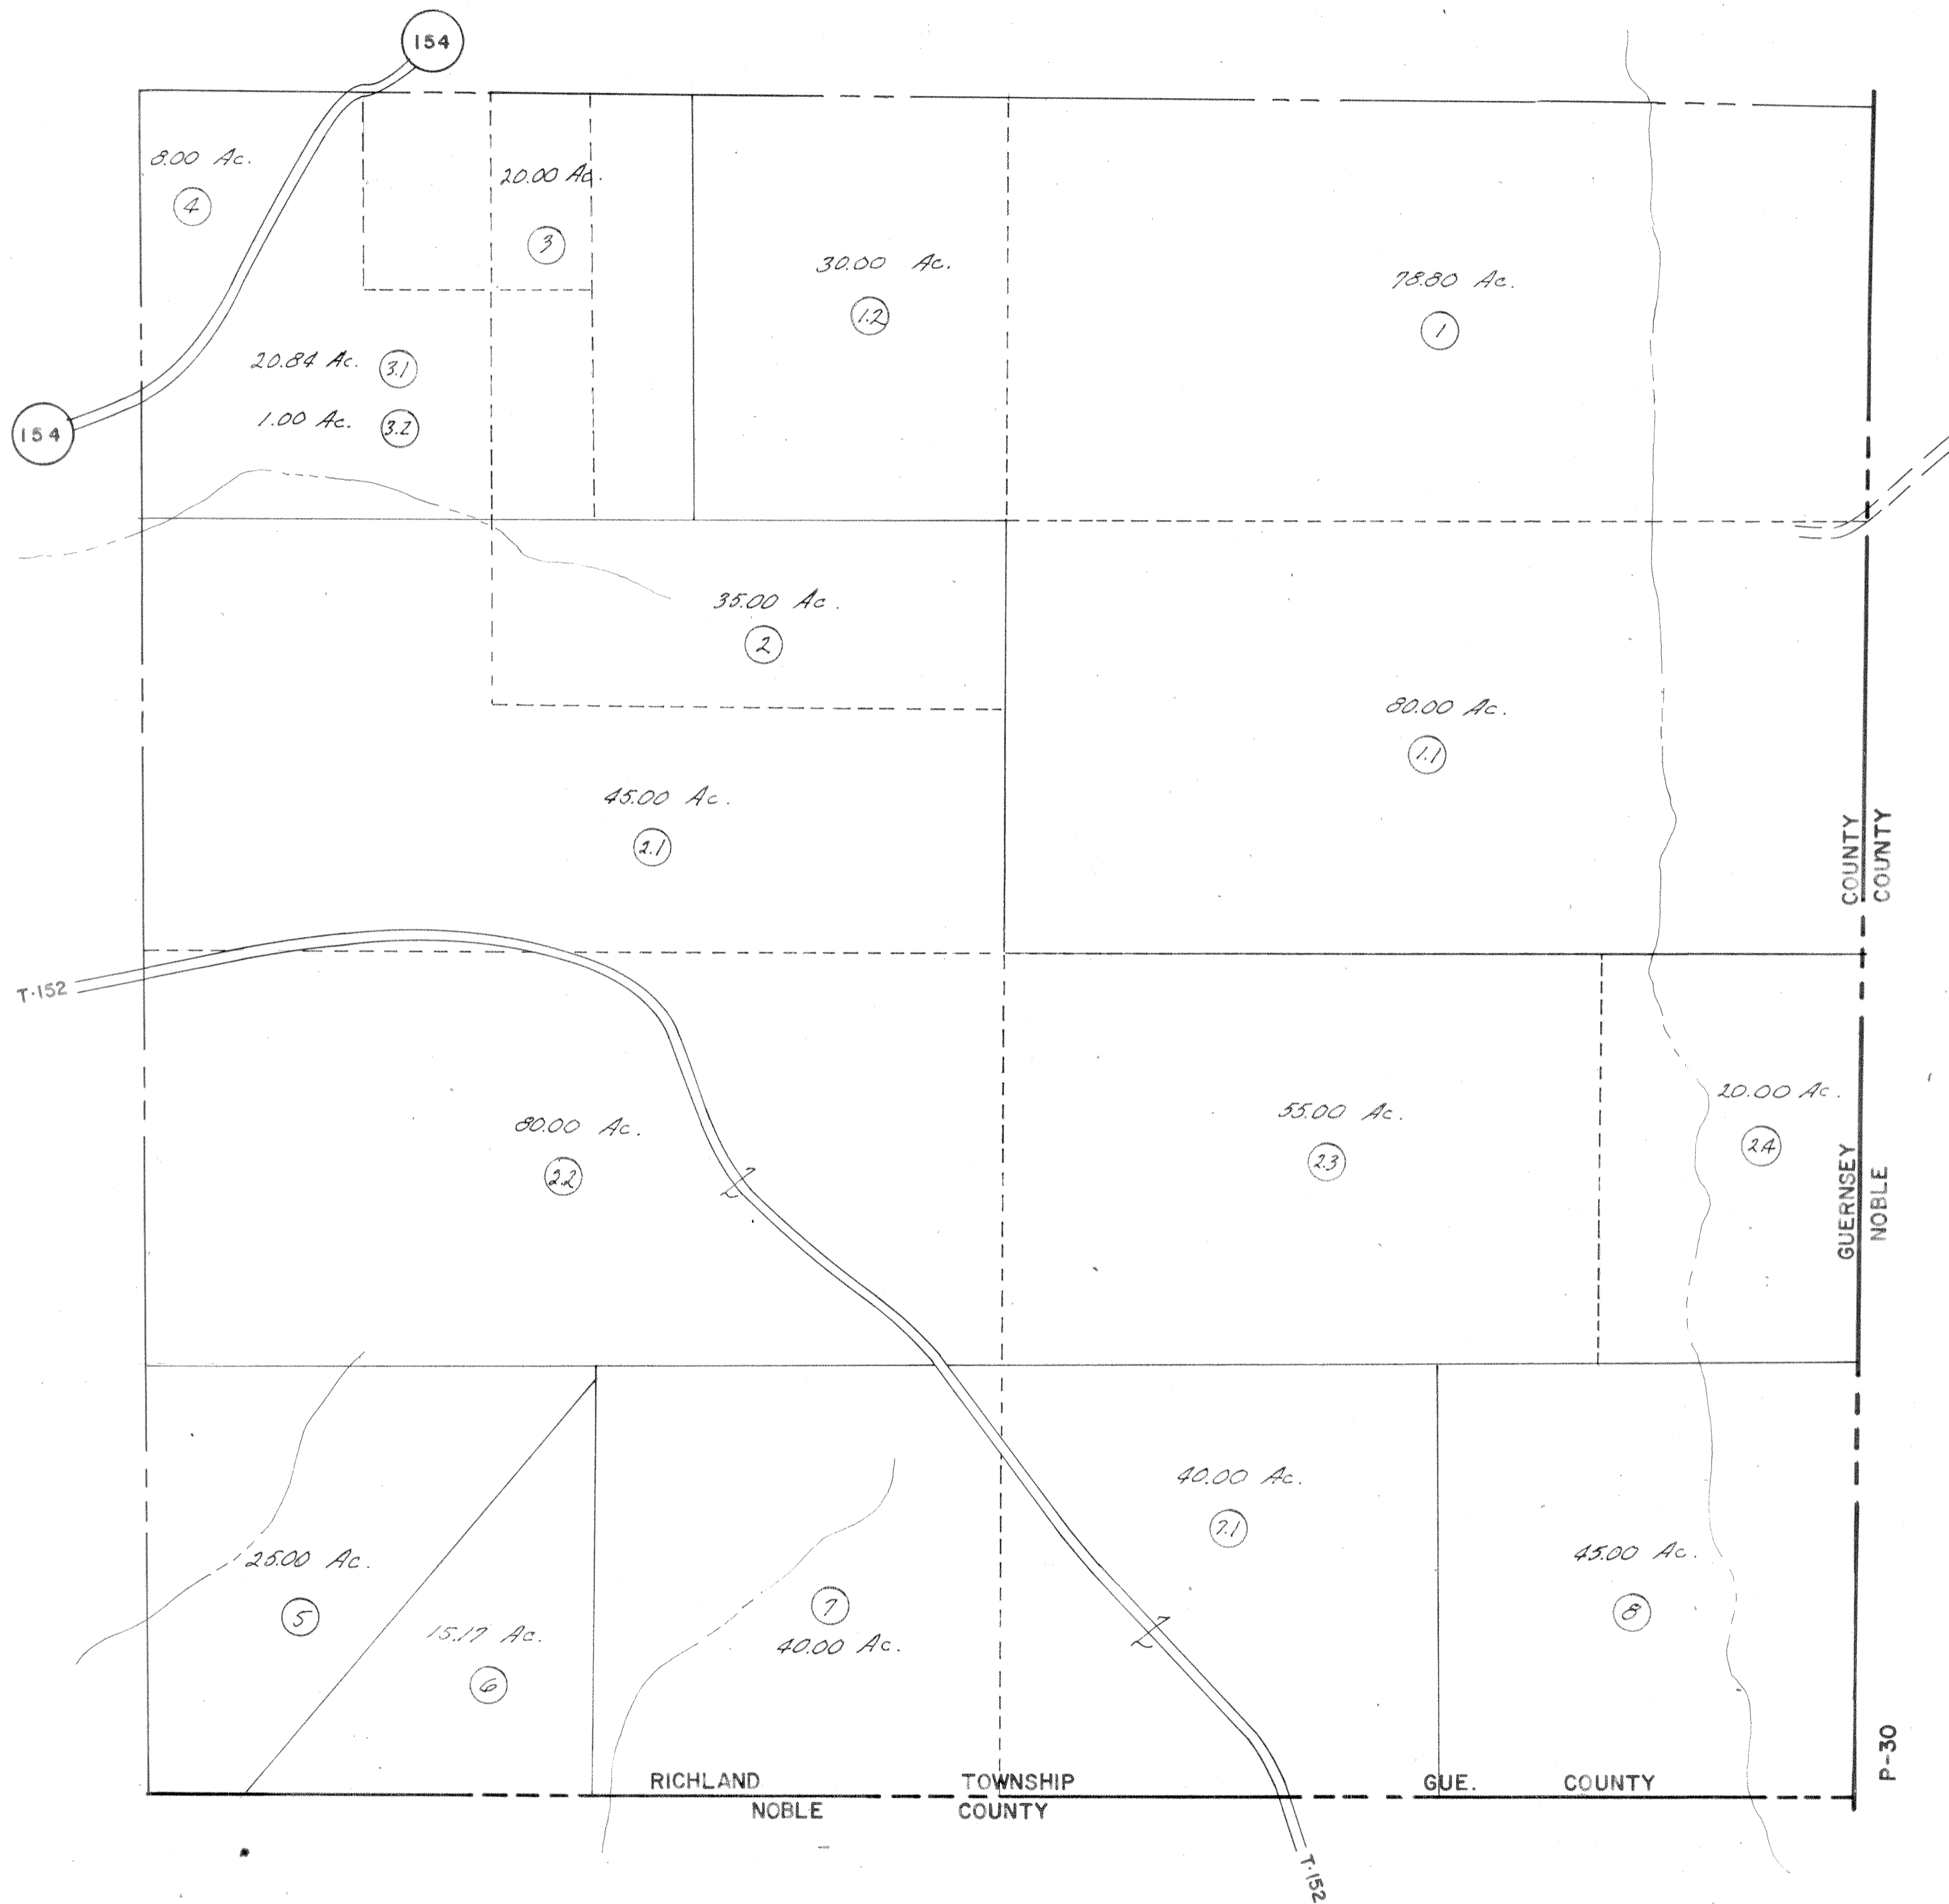 154
8.00 Ac.
4
20.00 Ac.
3
30.00 Ac.
1.2
78.80 Ac.
1
20.84 Ac. 3.1
1.00 Ac. 3.2
154
35.00 Ac.
2
80.00 Ac.
1.1
45.00 Ac.
2.1
COUNTY
COUNTY
T-152
80.00 Ac.
2.2
55.00 Ac.
2.3
20.00 Ac.
2.4
GUERNSEY
NOBLE
25.00 Ac.
5
15.17 Ac.
6
7
40.00 Ac.
40.00 Ac.
7.1
45.00 Ac.
8
P-30
RICHLAND TOWNSHIP GUE. COUNTY
NOBLE COUNTY
T-152